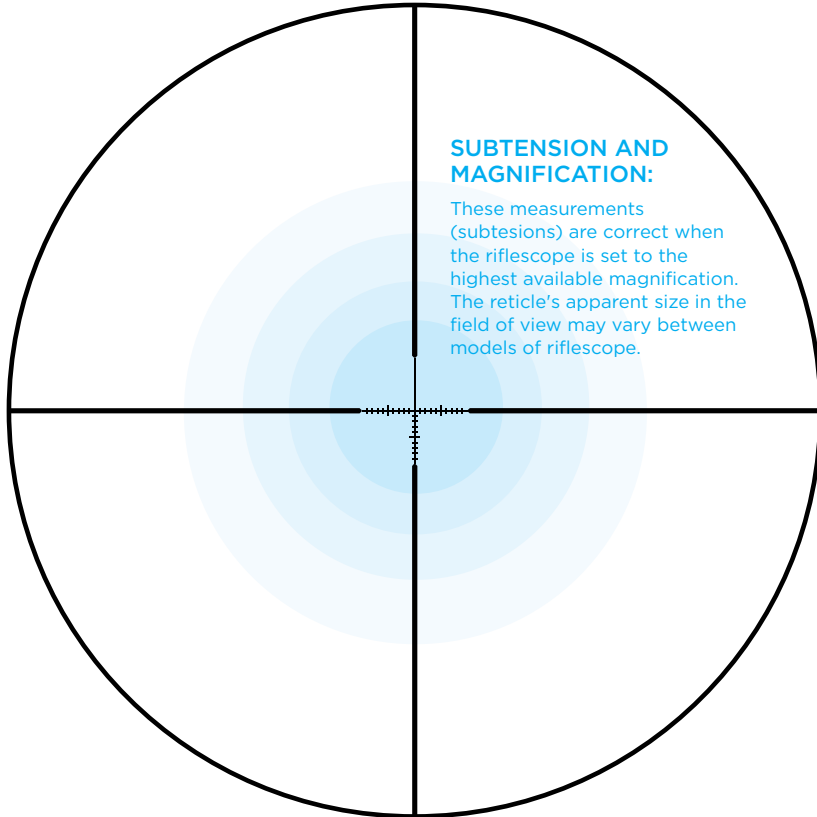 SUBTENSION AND
MAGNIFICATION:
These measurements
(subtesions) are correct when
the riflescope is set to the
highest available magnification.
The reticle's apparent size in the
field of view may vary between
models of riflescope.